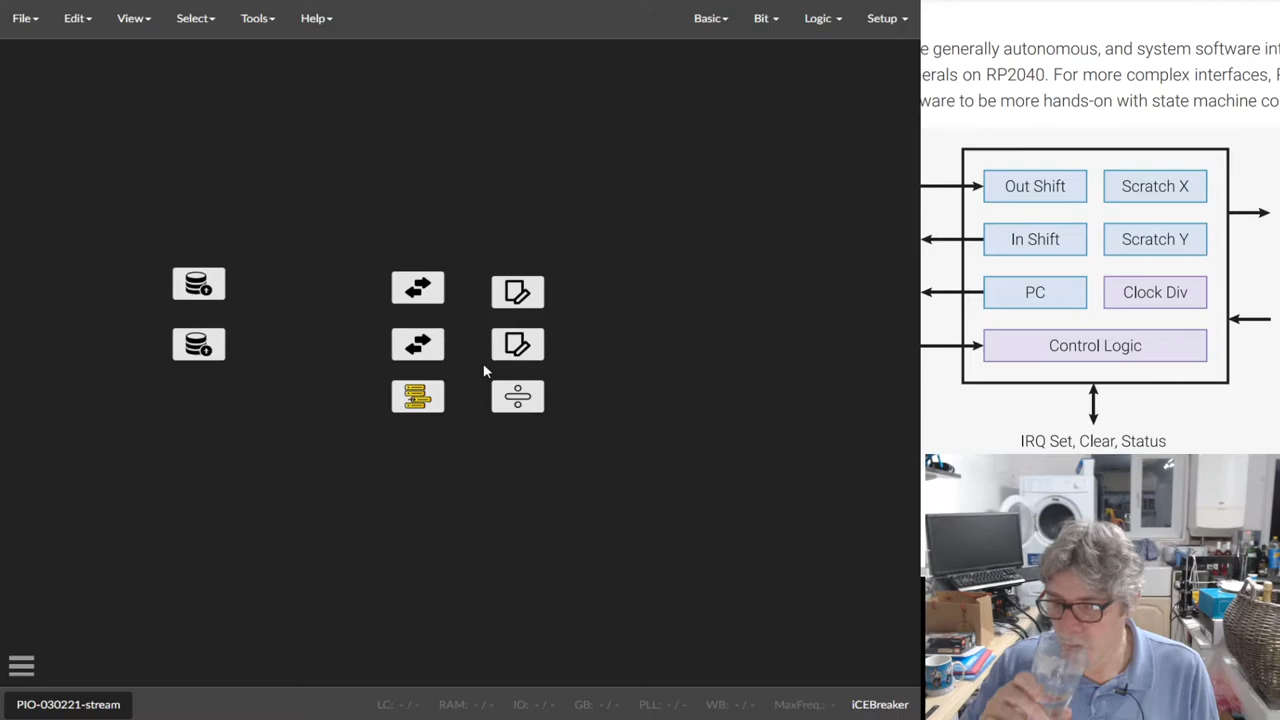 File Edit View Select Tools Help Basic Bit Logic Setup
e generally autonomous, and system software int
erals on RP2040. For more complex interfaces, P
ware to be more hands-on with state machine co
Out Shift Scratch X
In Shift Scratch Y
PC Clock Div
Control Logic
IRQ Set, Clear, Status
PIO-030221-stream LC: - / - RAM: - / - IO: - / - GB: - / - PLL: - / - WB: - / - MaxFreq.: - iCEBreaker